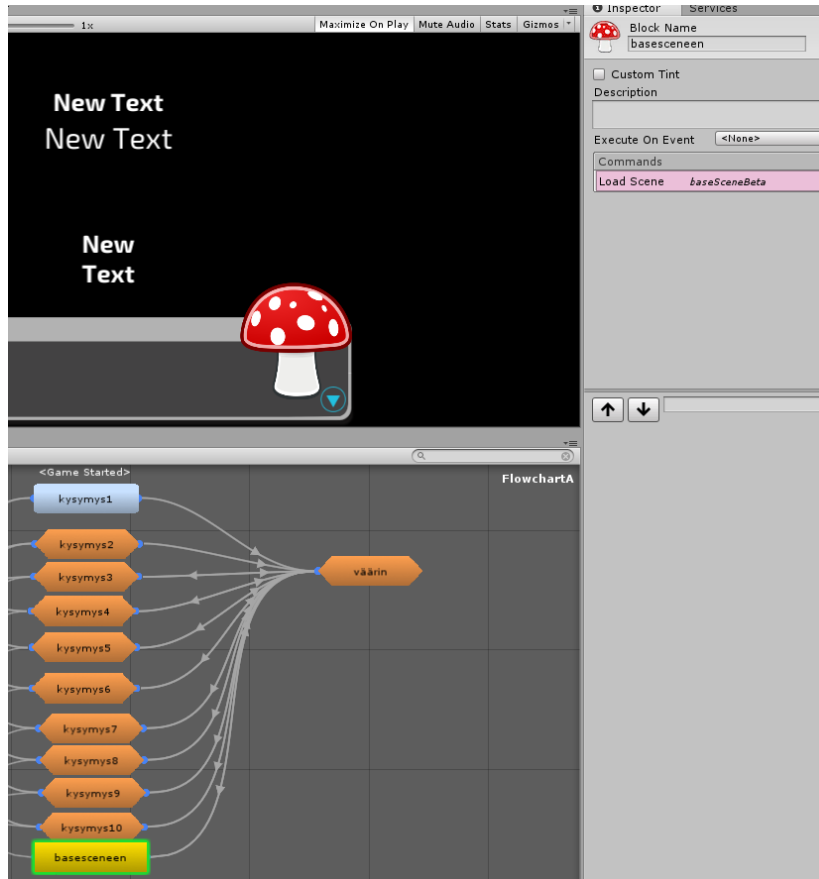 1x
Maximize On Play Mute Audio Stats Gizmos
New Text
New Text
New
Text
Inspector Services
Block Name
basesceneen
Custom Tint
Description
Execute On Event <None>
Commands
Load Scene baseSceneBeta
FlowchartA
<Game Started>
kysymys1
kysymys2
kysymys3
kysymys4
kysymys5
kysymys6
kysymys7
kysymys8
kysymys9
kysymys10
basesceneen
väärin